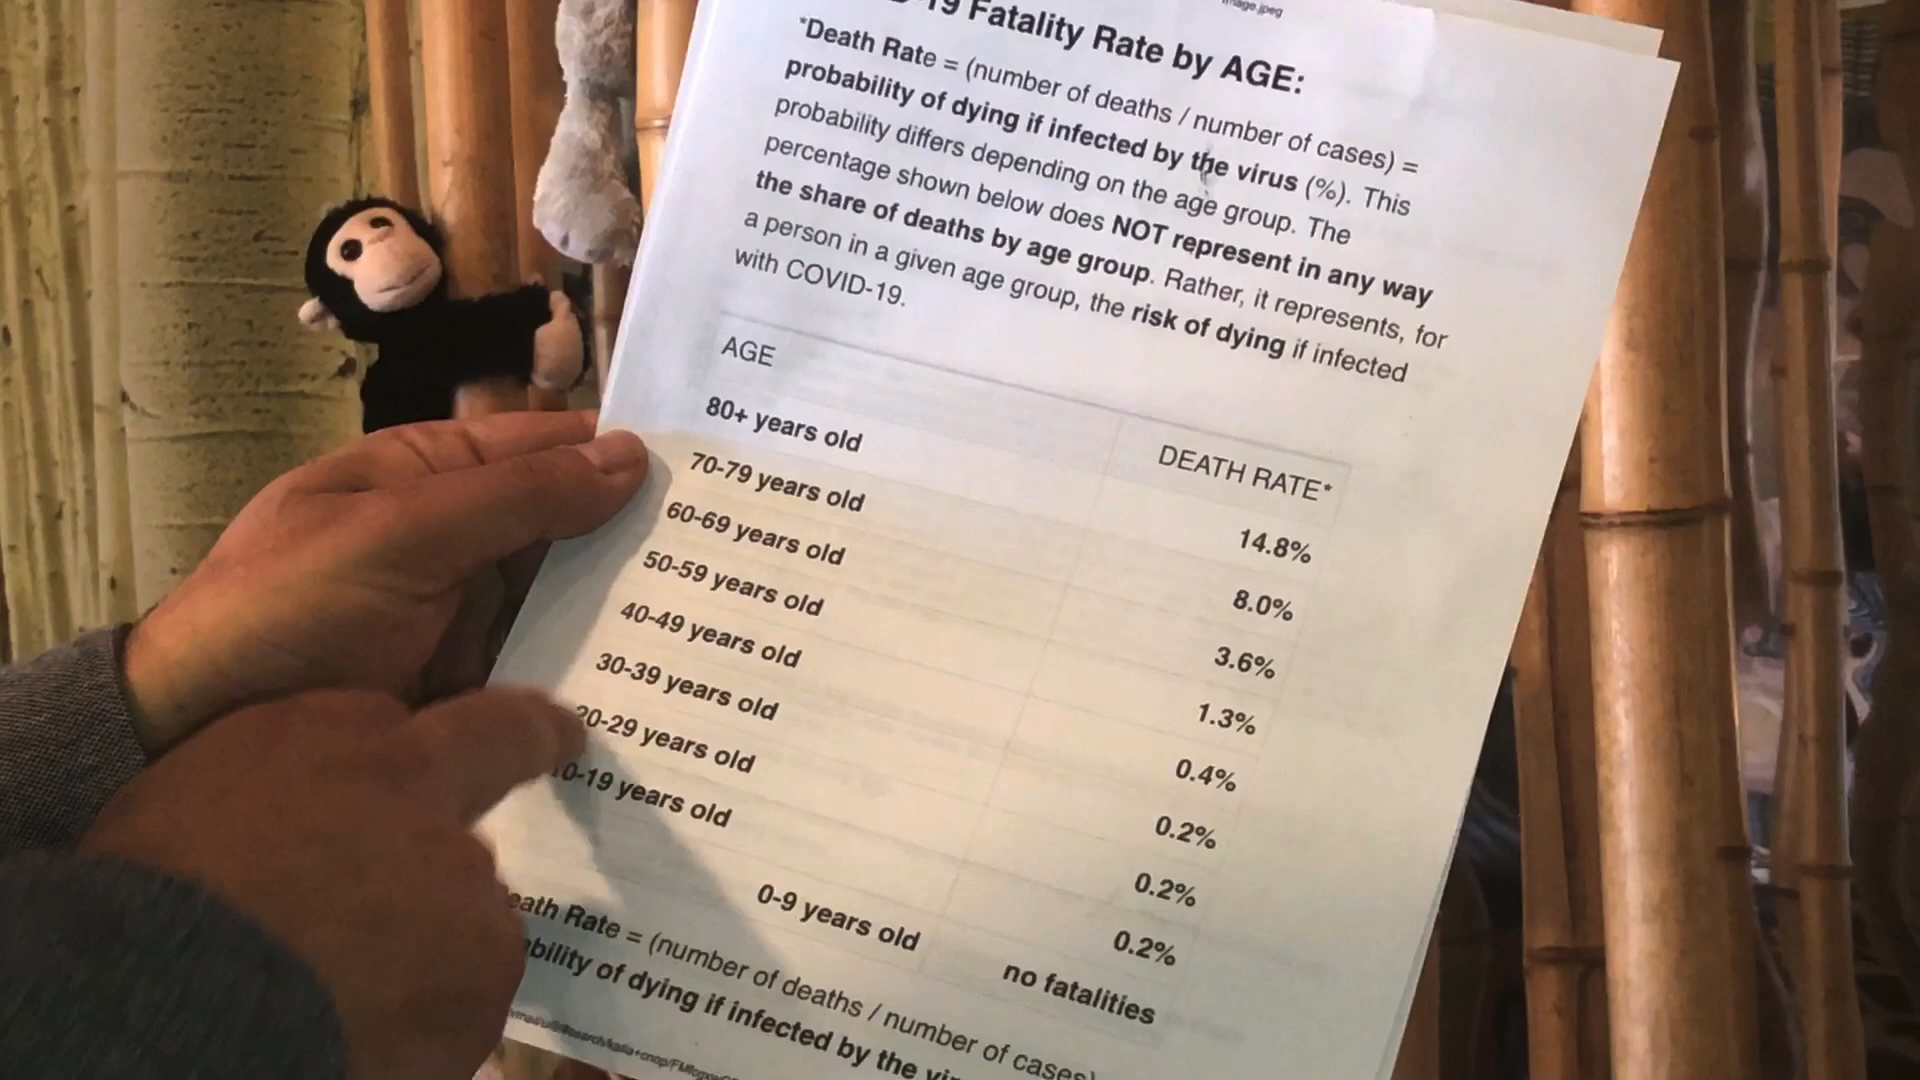 image.jpeg
-19 Fatality Rate by AGE:
*Death Rate = (number of deaths / number of cases) =
probability of dying if infected by the virus (%). This
probability differs depending on the age group. The
percentage shown below does NOT represent in any way
the share of deaths by age group. Rather, it represents, for
a person in a given age group, the risk of dying if infected
with COVID-19.
AGE DEATH RATE*
80+ years old 14.8%
70-79 years old 8.0%
60-69 years old 3.6%
50-59 years old 1.3%
40-49 years old 0.4%
30-39 years old 0.2%
20-29 years old 0.2%
10-19 years old 0.2%
0-9 years old no fatalities
eath Rate = (number of deaths / number of cases)
bility of dying if infected by the vir